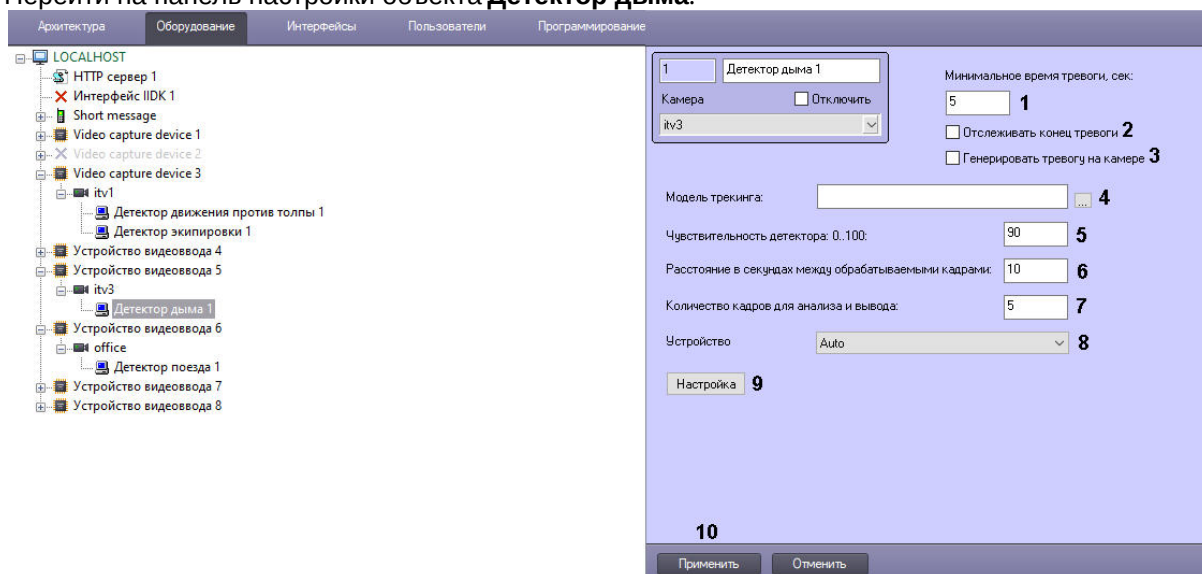 Перейти на панель настройки объекта Детектор дыма.
Архитектура Оборудование Интерфейсы Пользователи Программирование
LOCALHOST
HTTP сервер 1
Интерфейс IIDK 1
Short message
Video capture device 1
Video capture device 2
Video capture device 3
itv1
Детектор движения против толпы 1
Детектор экипировки 1
Устройство видеоввода 4
Устройство видеоввода 5
itv3
Детектор дыма 1
Устройство видеоввода 6
office
Детектор поезда 1
Устройство видеоввода 7
Устройство видеоввода 8
1 Детектор дыма 1
Камера Отключить
itv3
Минимальное время тревоги, сек:
5 1
Отслеживать конец тревоги 2
Генерировать тревогу на камере 3
Модель трекинга: ... 4
Чувствительность детектора: 0..100: 90 5
Расстояние в секундах между обрабатываемыми кадрами: 10 6
Количество кадров для анализа и вывода: 5 7
Устройство Auto 8
Настройка 9
10
Применить Отменить